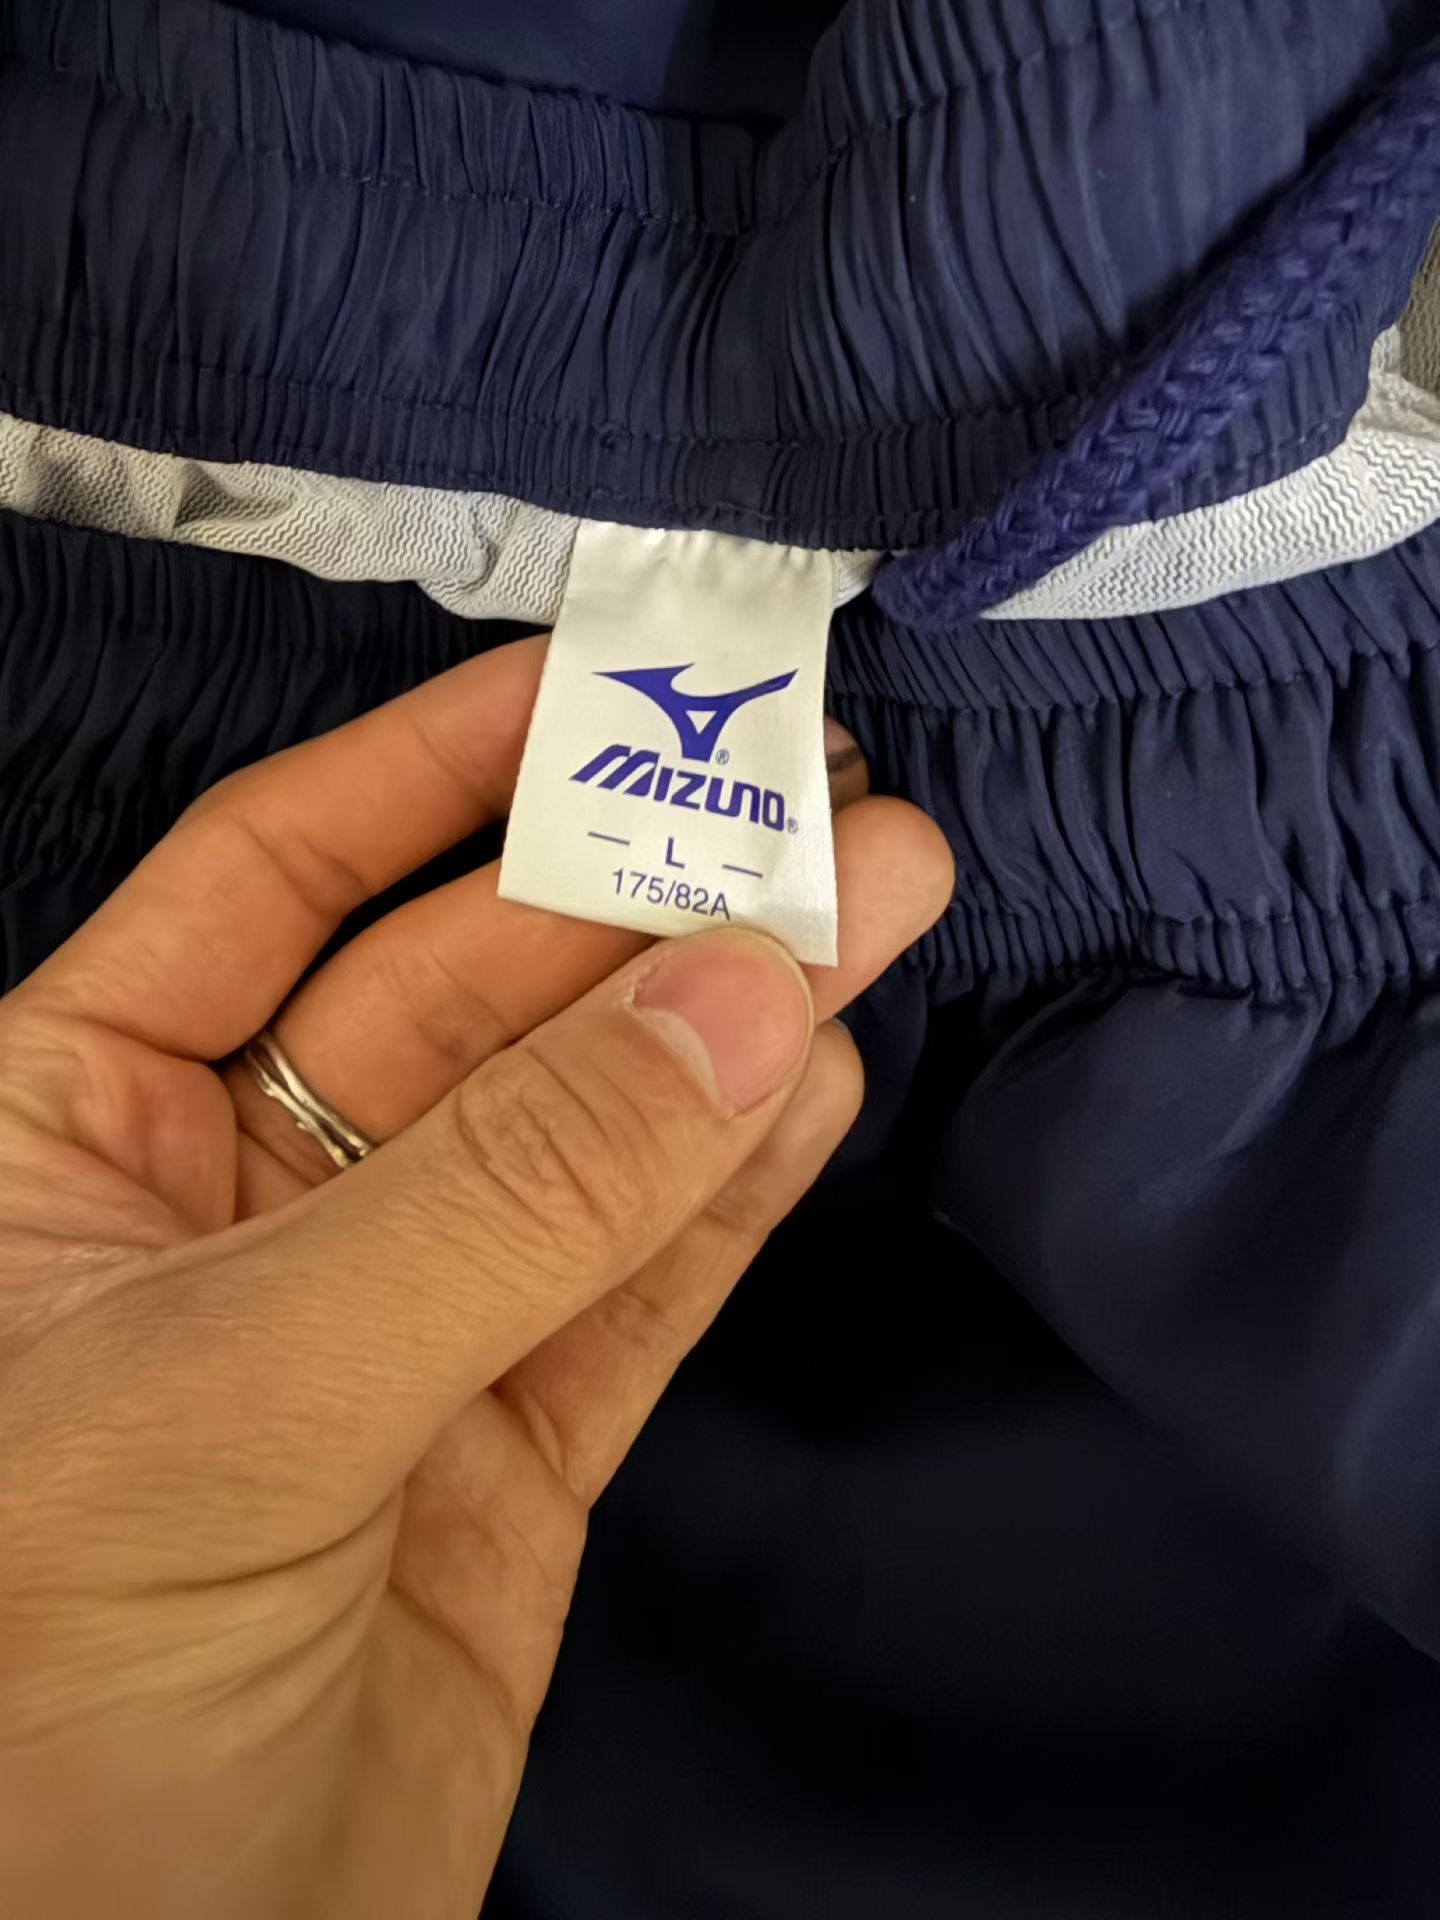 ®
MIZUNO®
— L —
175/82A